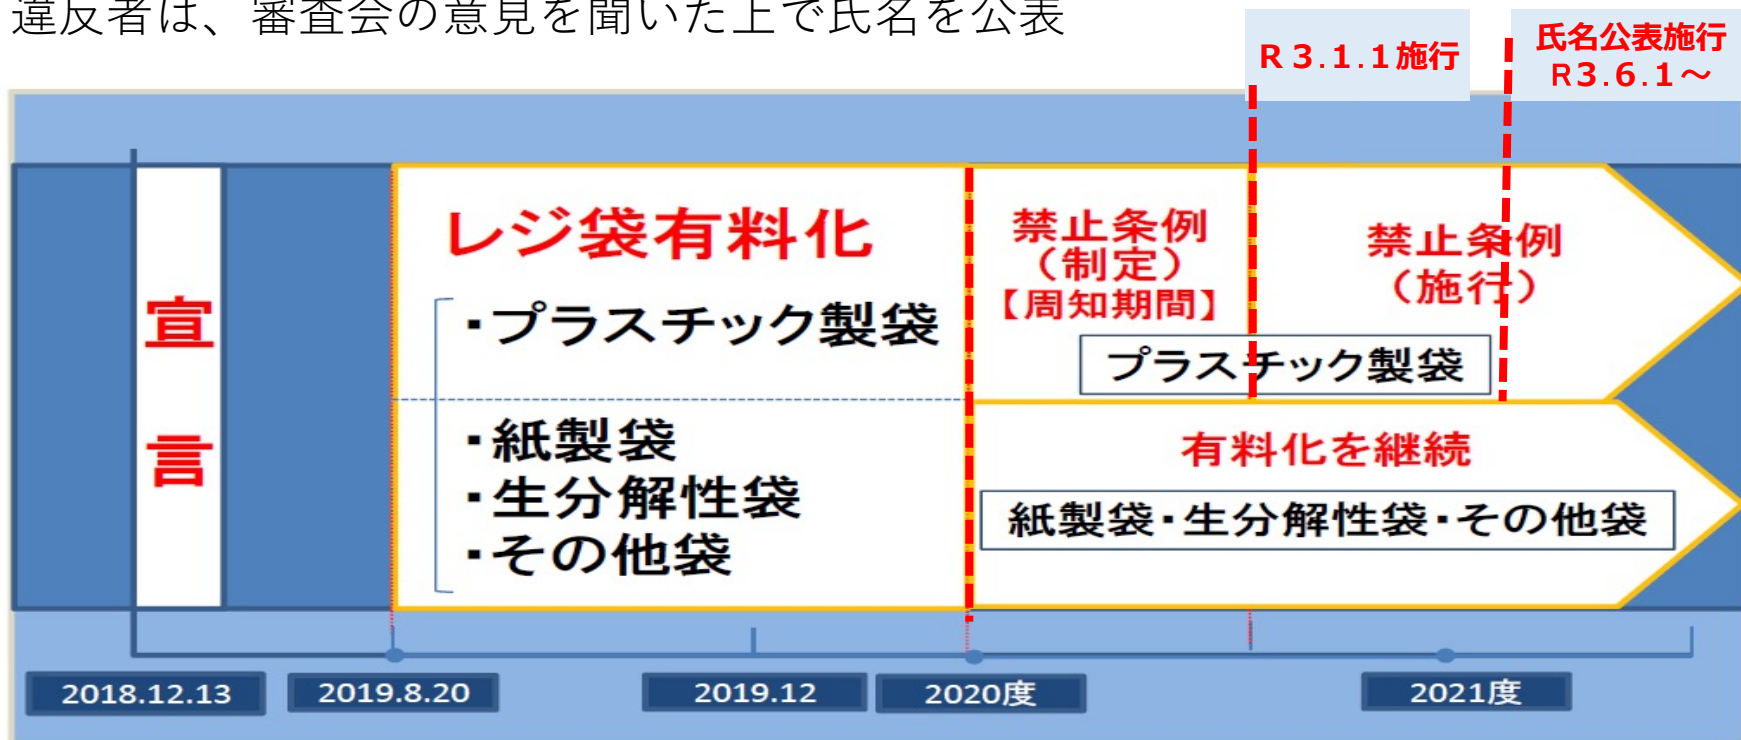 違反者は、審査会の意見を聞いた上で氏名を公表
R3.1.1施行
氏名公表施行
R3.6.1～
宣言
レジ袋有料化
・プラスチック製袋
・紙製袋
・生分解性袋
・その他袋
禁止条例
（制定）
【周知期間】
禁止条例
（施行）
プラスチック製袋
有料化を継続
紙製袋・生分解性袋・その他袋
2018.12.13
2019.8.20
2019.12
2020度
2021度